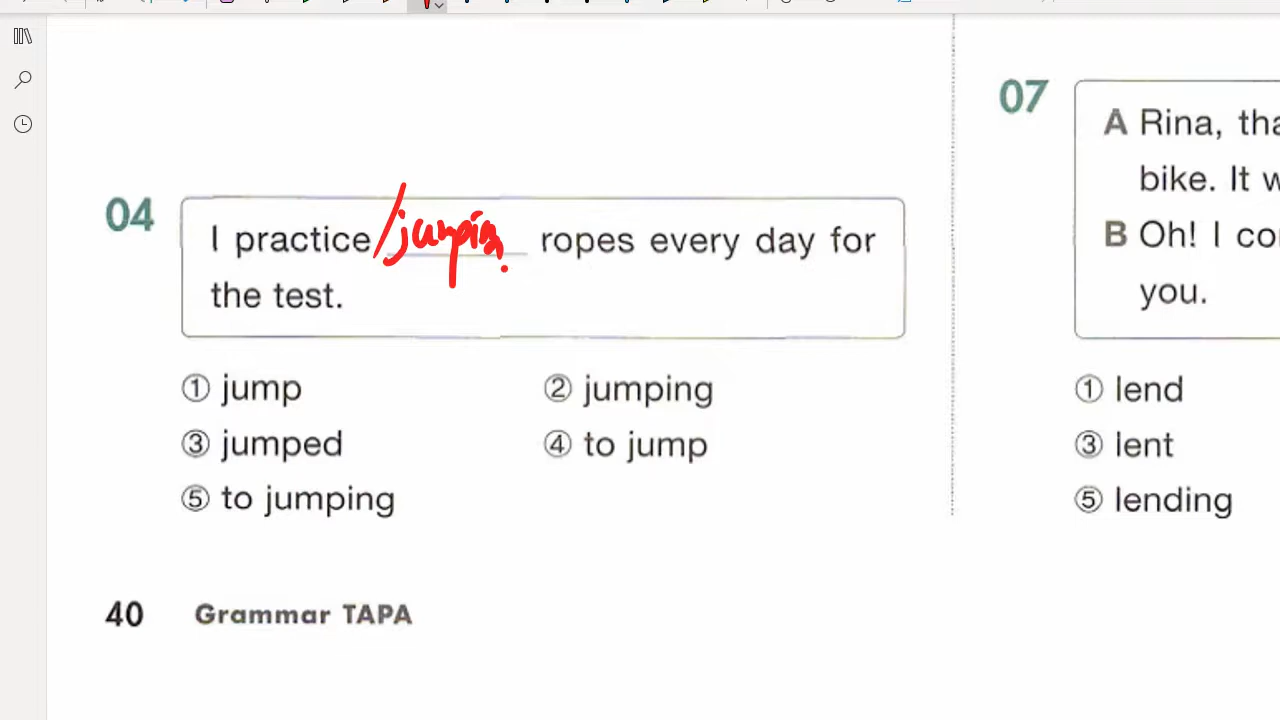 04
I practice jumping ropes every day for
the test.
① jump ② jumping
③ jumped ④ to jump
⑤ to jumping
40 Grammar TAPA
07
A Rina, tha
bike. It w
B Oh! I co
you.
① lend
③ lent
⑤ lending